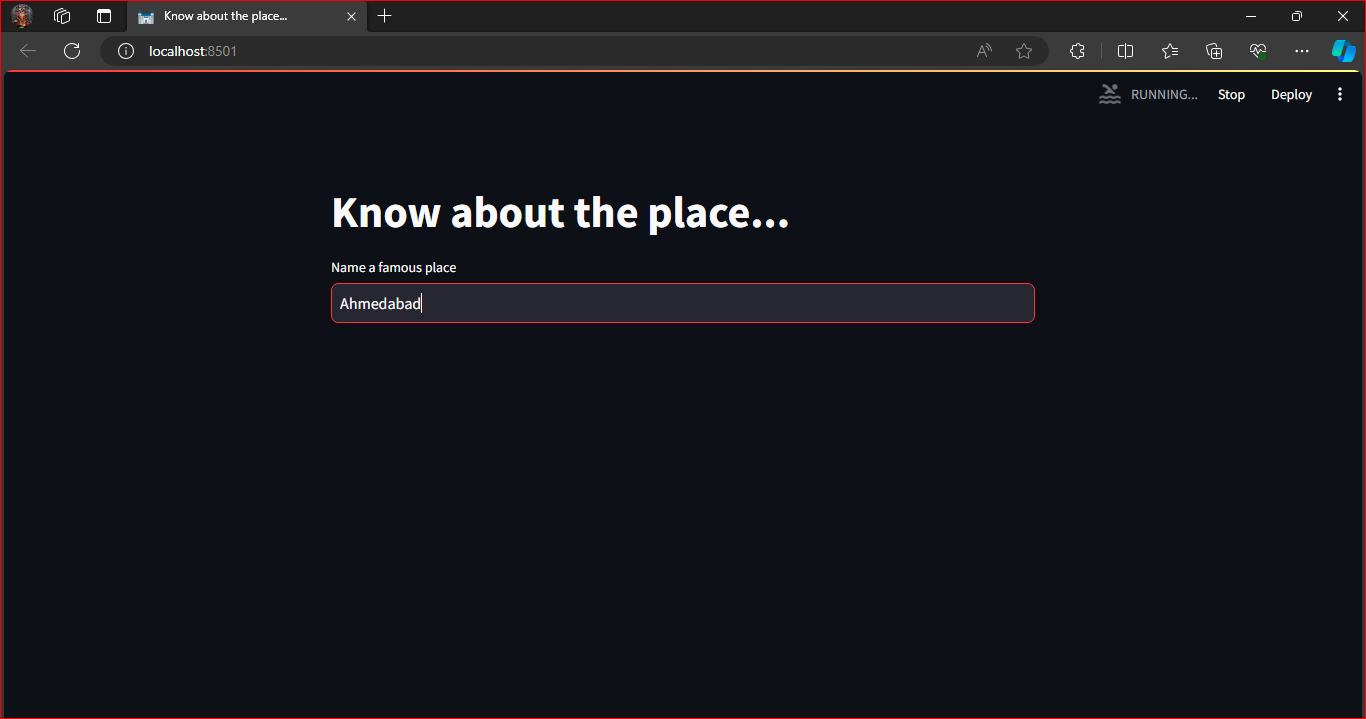 Know about the place...
localhost:8501
RUNNING... Stop Deploy
Know about the place...
Name a famous place
Ahmedabad